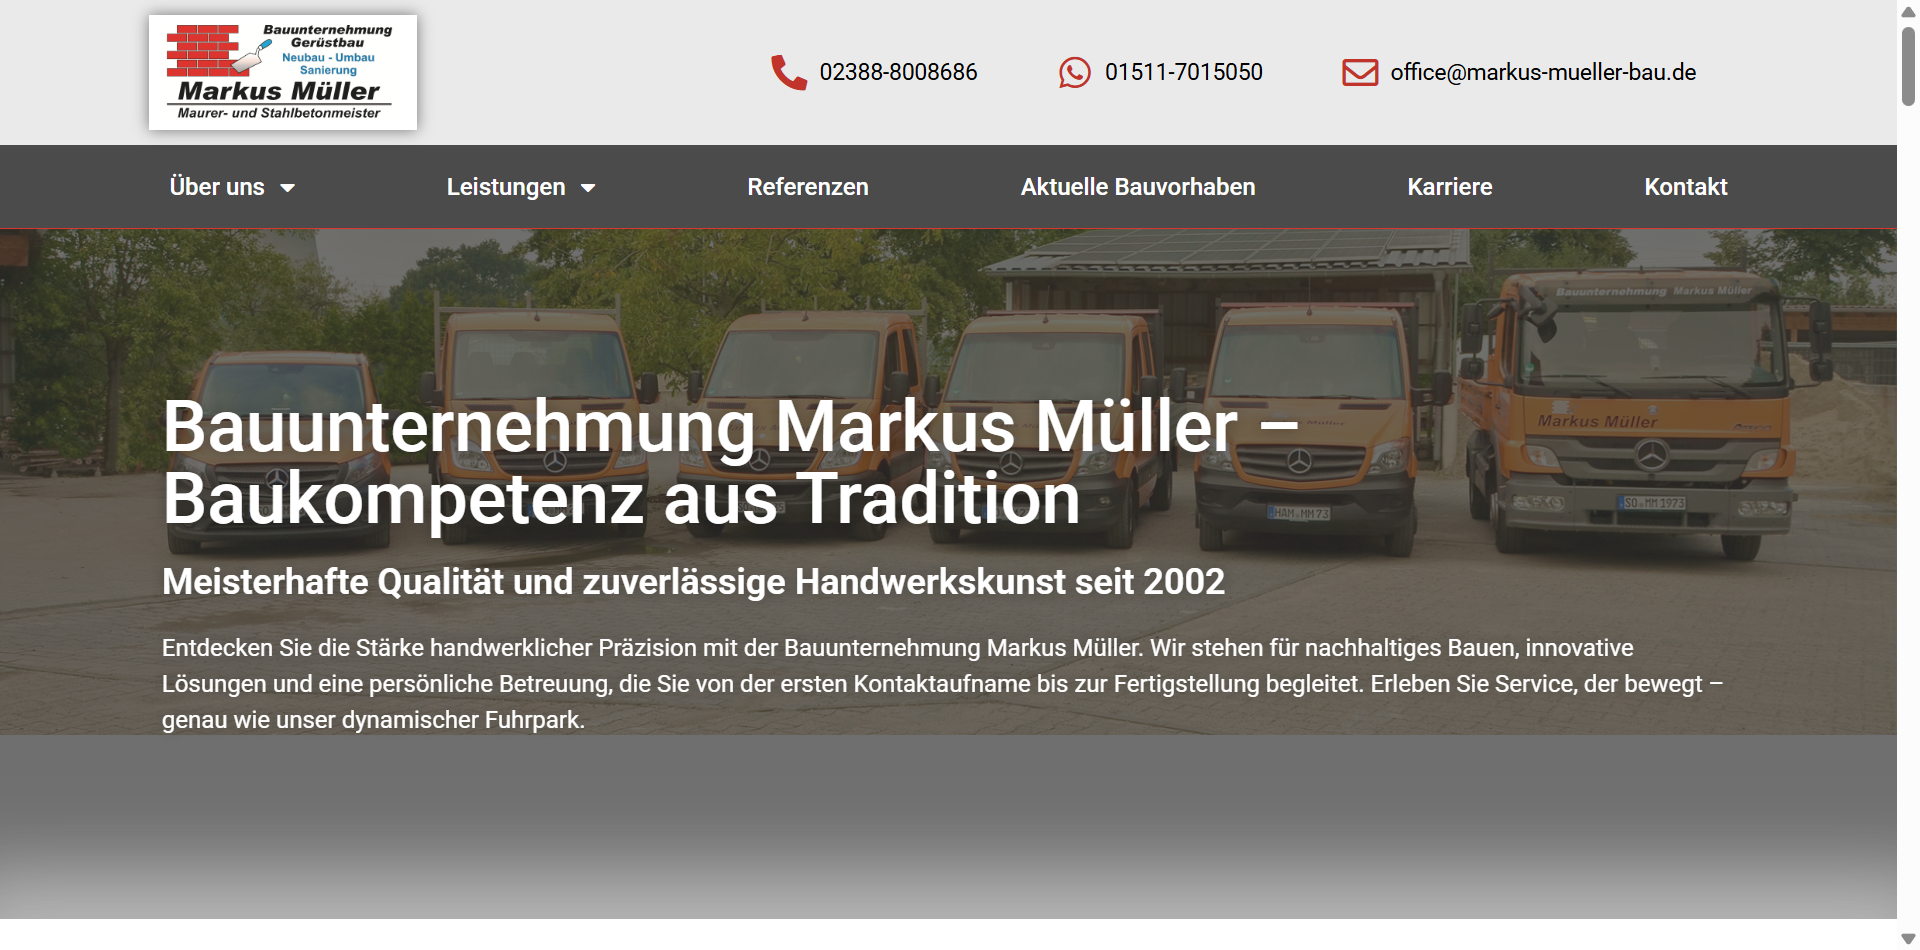 Bauunternehmung
Gerüstbau
Neubau - Umbau
Sanierung
Markus Müller
Maurer- und Stahlbetonmeister
02388-8008686
01511-7015050
office@markus-mueller-bau.de
Über uns
Leistungen
Referenzen
Aktuelle Bauvorhaben
Karriere
Kontakt
Bauunternehmung Markus Müller
Markus Müller
SO MM 1973
HAM MM 73
Bauunternehmung Markus Müller –
Baukompetenz aus Tradition
Meisterhafte Qualität und zuverlässige Handwerkskunst seit 2002
Entdecken Sie die Stärke handwerklicher Präzision mit der Bauunternehmung Markus Müller. Wir stehen für nachhaltiges Bauen, innovative
Lösungen und eine persönliche Betreuung, die Sie von der ersten Kontaktaufname bis zur Fertigstellung begleitet. Erleben Sie Service, der bewegt –
genau wie unser dynamischer Fuhrpark.